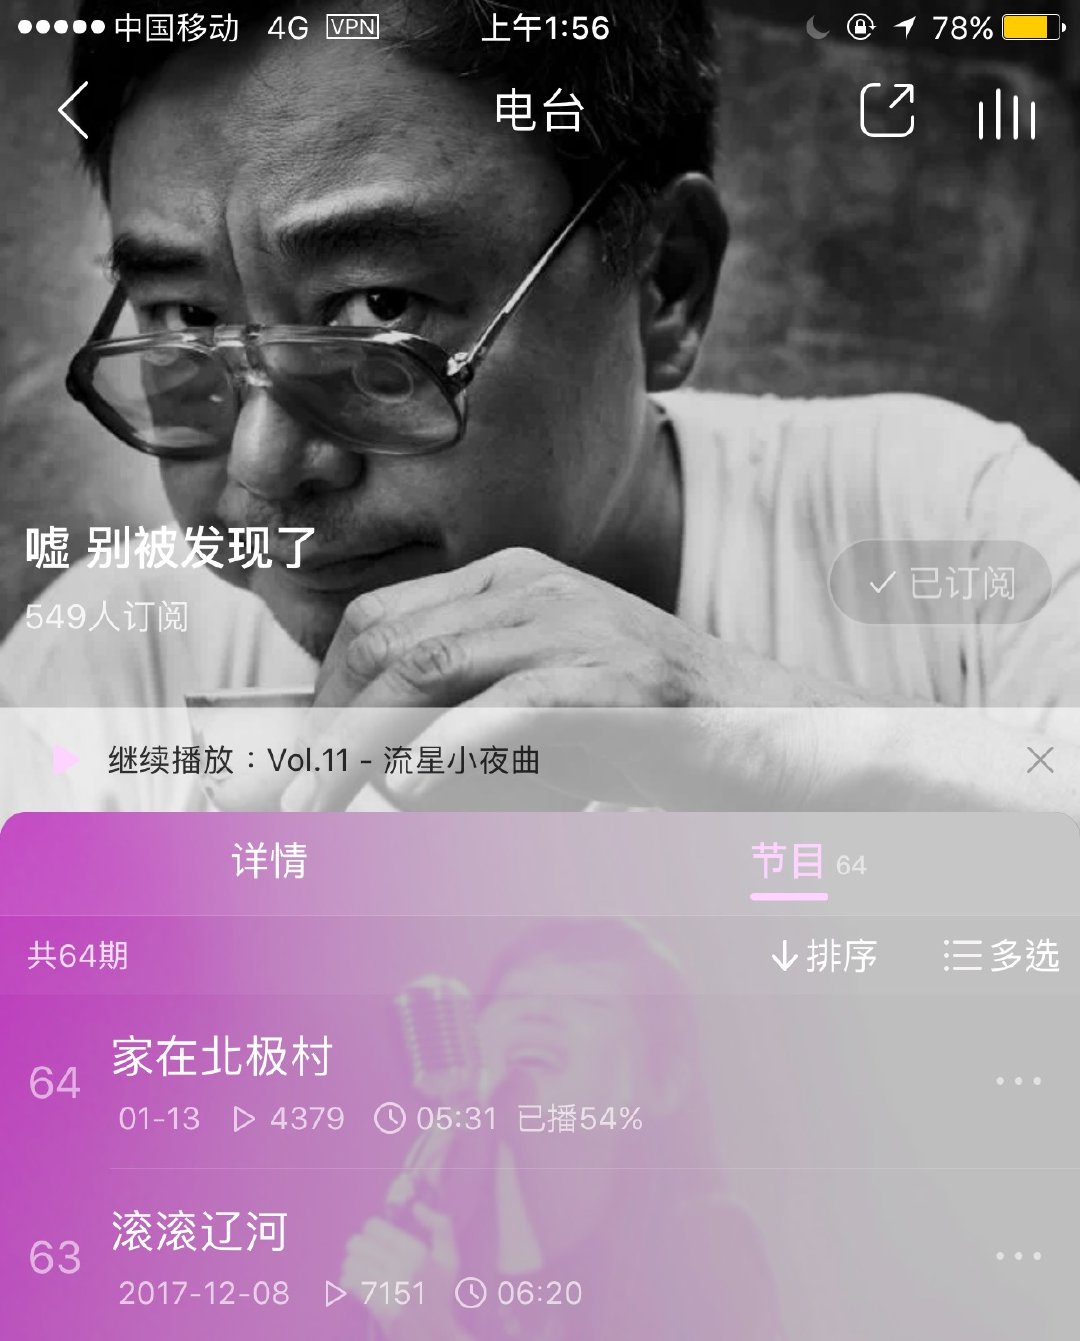 中国移动 4G VPN 上午1:56 78%
电台
嘘 别被发现了
549人订阅
已订阅
继续播放：Vol.11 - 流星小夜曲
详情 节目 64
共64期 排序 多选
64 家在北极村
01-13 4379 05:31 已播54%
63 滚滚辽河
2017-12-08 7151 06:20